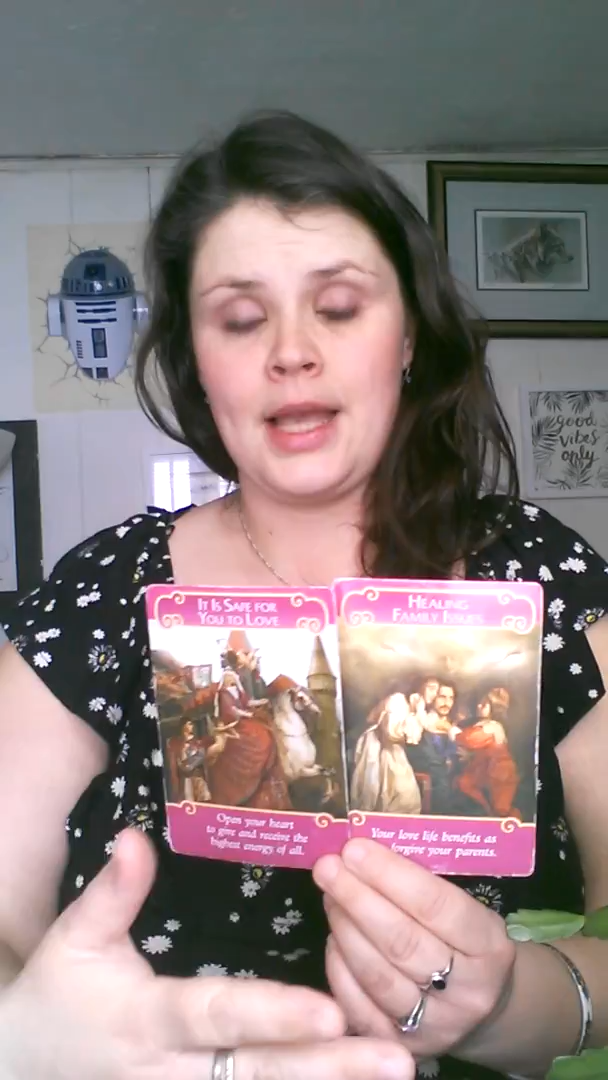 good
vibes
only
IT IS SAFE FOR
YOU TO LOVE
Open your heart
to give and receive the
highest energy of all.
HEALING
FAMILY ISSUES
Your love life benefits as
forgive your parents.